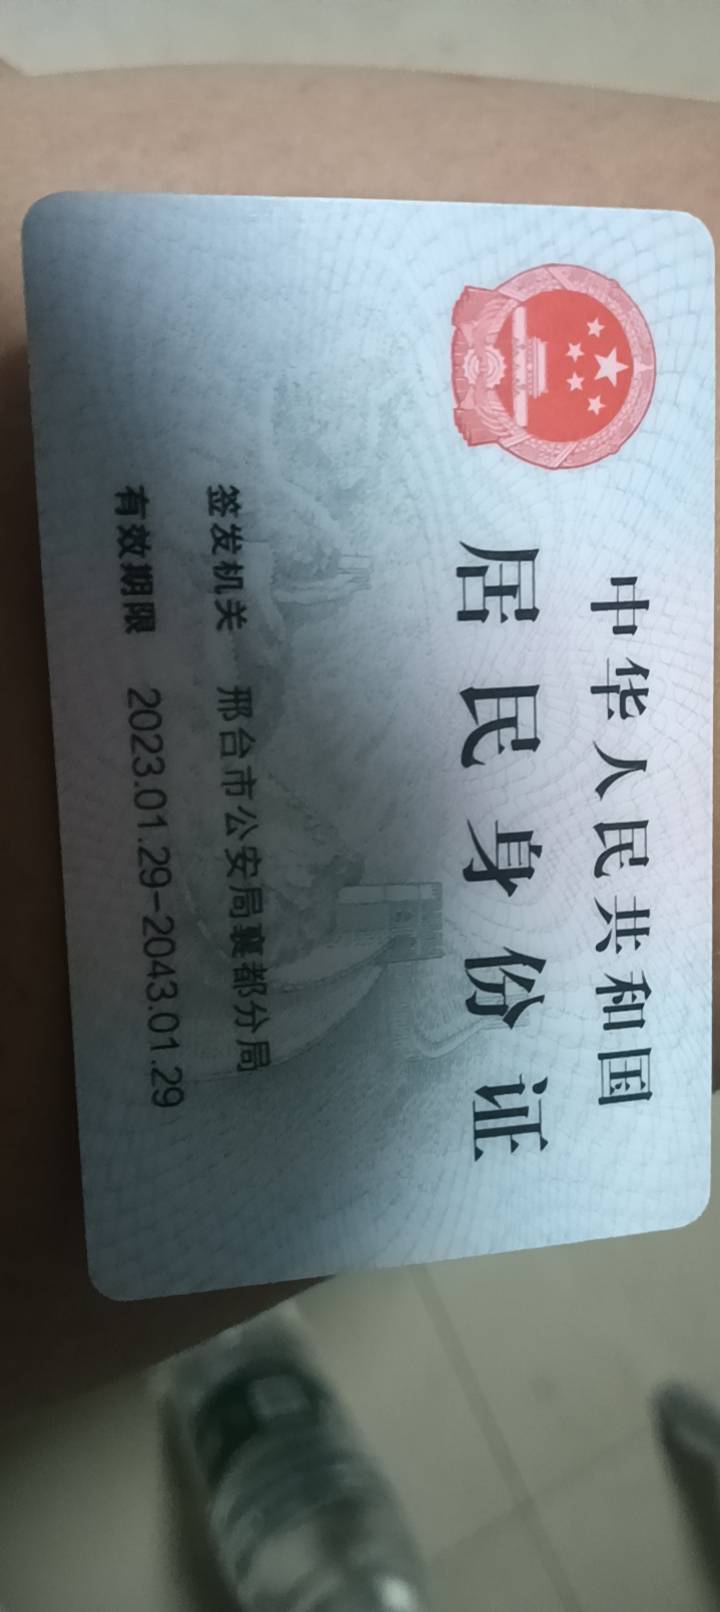 中华人民共和国
居民身份证
签发机关 邢台市公安局襄都分局
有效期限 2023.01.29-2043.01.29